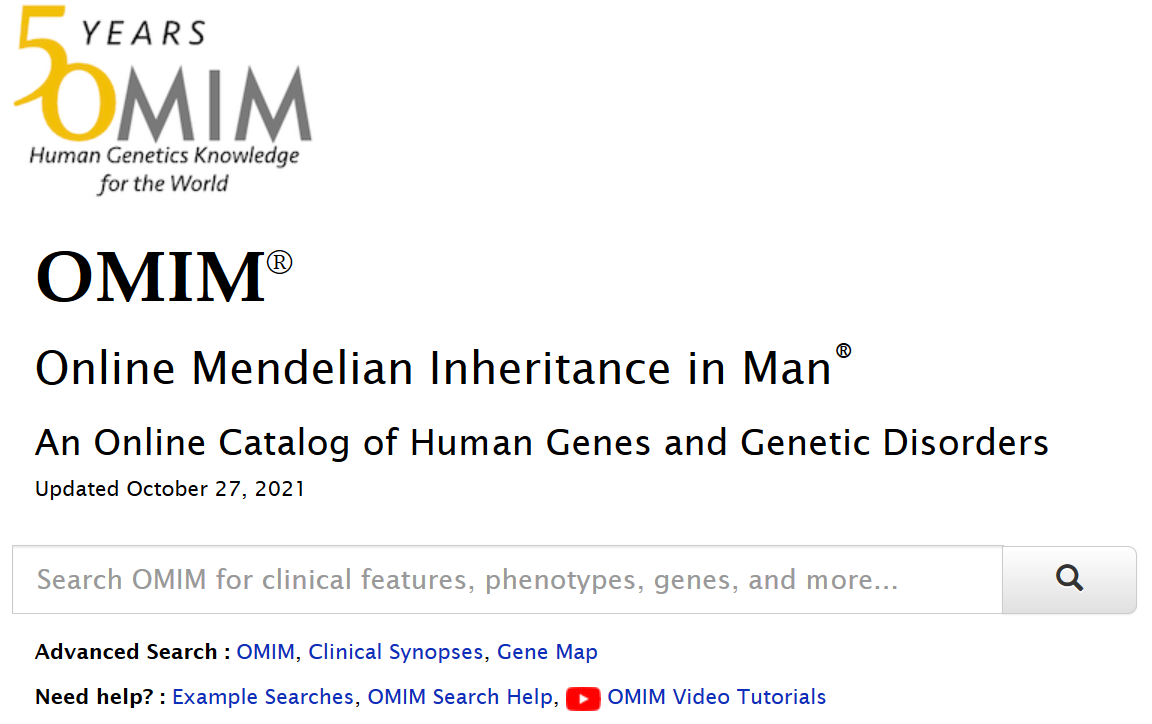 50 YEARS
OMIM
Human Genetics Knowledge
for the World
OMIM®
Online Mendelian Inheritance in Man®
An Online Catalog of Human Genes and Genetic Disorders
Updated October 27, 2021
Search OMIM for clinical features, phenotypes, genes, and more...
Advanced Search : OMIM, Clinical Synopses, Gene Map
Need help? : Example Searches, OMIM Search Help, OMIM Video Tutorials